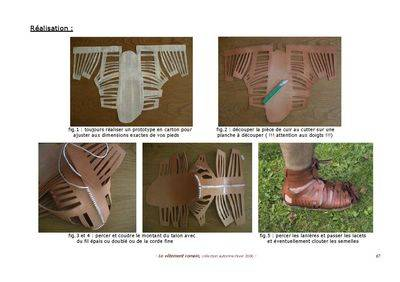 Réalisation :
fig.1 : toujours réaliser un prototype en carton pour
ajuster aux dimensions exactes de vos pieds
fig.2 : découper la pièce de cuir au cutter sur une
planche à découper ( !!! attention aux doigts !!!)
fig.3 et 4 : percer et coudre le montant du talon avec
du fil épais ou doublé ou de la corde fine
fig.5 : percer les lanières et passer les lacets
et éventuellement clouter les semelles
- Le vêtement romain, collection automne-hiver 2006 -
67